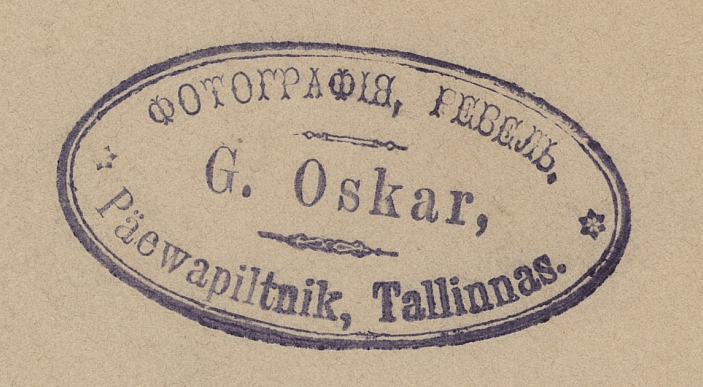 ФОТОГРАФІЯ, РЕВЕЛЬ,
G. Oskar,
Päewapiltnik, Tallinnas.